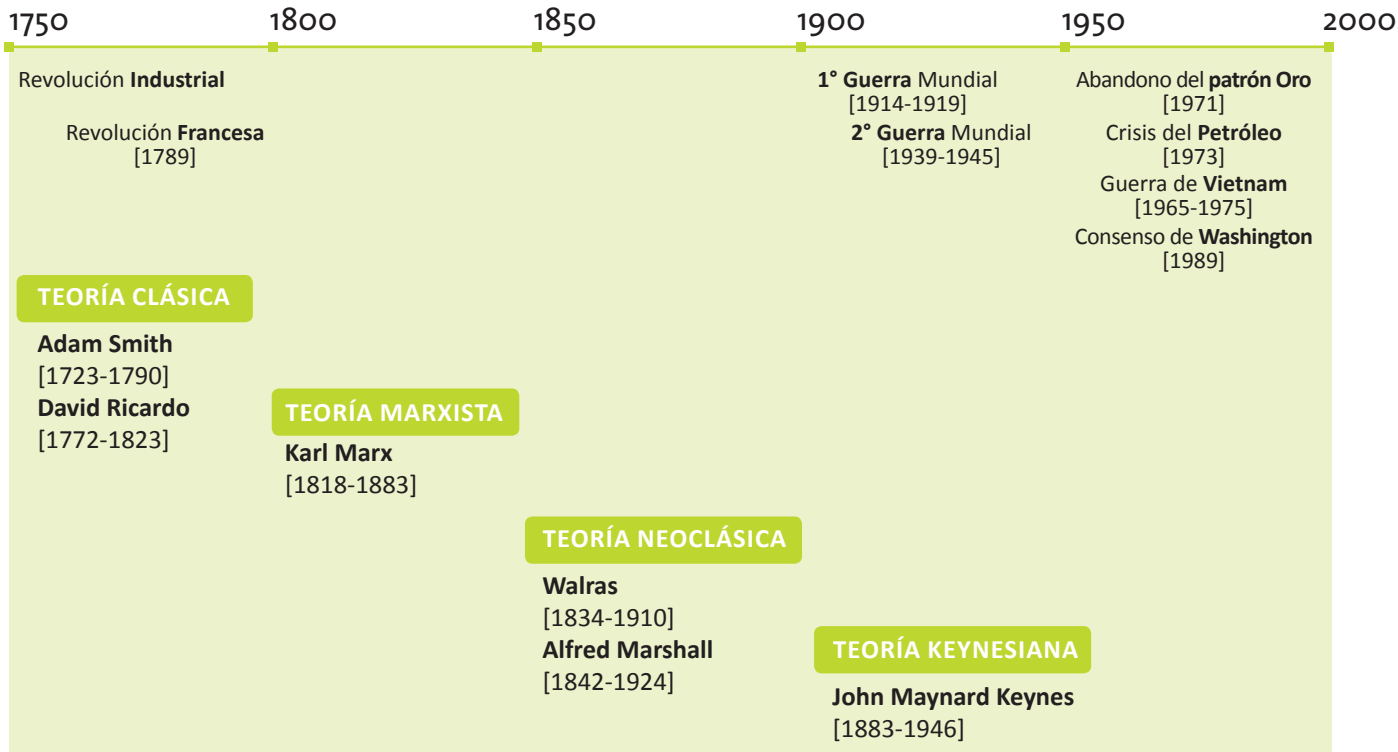 1750 1800 1850 1900 1950 2000
Revolución Industrial
Revolución Francesa
[1789]
1° Guerra Mundial
[1914-1919]
2° Guerra Mundial
[1939-1945]
Abandono del patrón Oro
[1971]
Crisis del Petróleo
[1973]
Guerra de Vietnam
[1965-1975]
Consenso de Washington
[1989]
TEORÍA CLÁSICA
Adam Smith
[1723-1790]
David Ricardo
[1772-1823]
TEORÍA MARXISTA
Karl Marx
[1818-1883]
TEORÍA NEOCLÁSICA
Walras
[1834-1910]
Alfred Marshall
[1842-1924]
TEORÍA KEYNESIANA
John Maynard Keynes
[1883-1946]